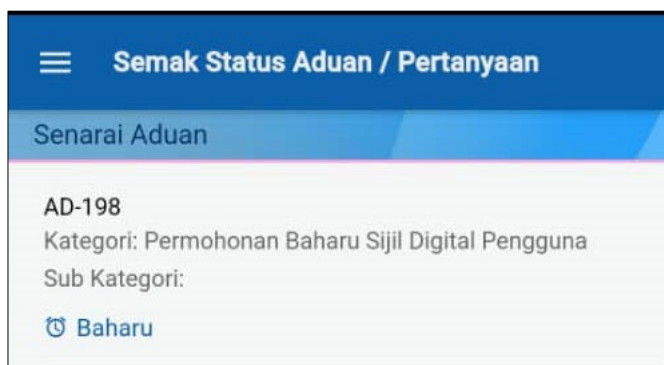 Semak Status Aduan / Pertanyaan
Senarai Aduan
AD-198
Kategori: Permohonan Baharu Sijil Digital Pengguna
Sub Kategori:
Baharu